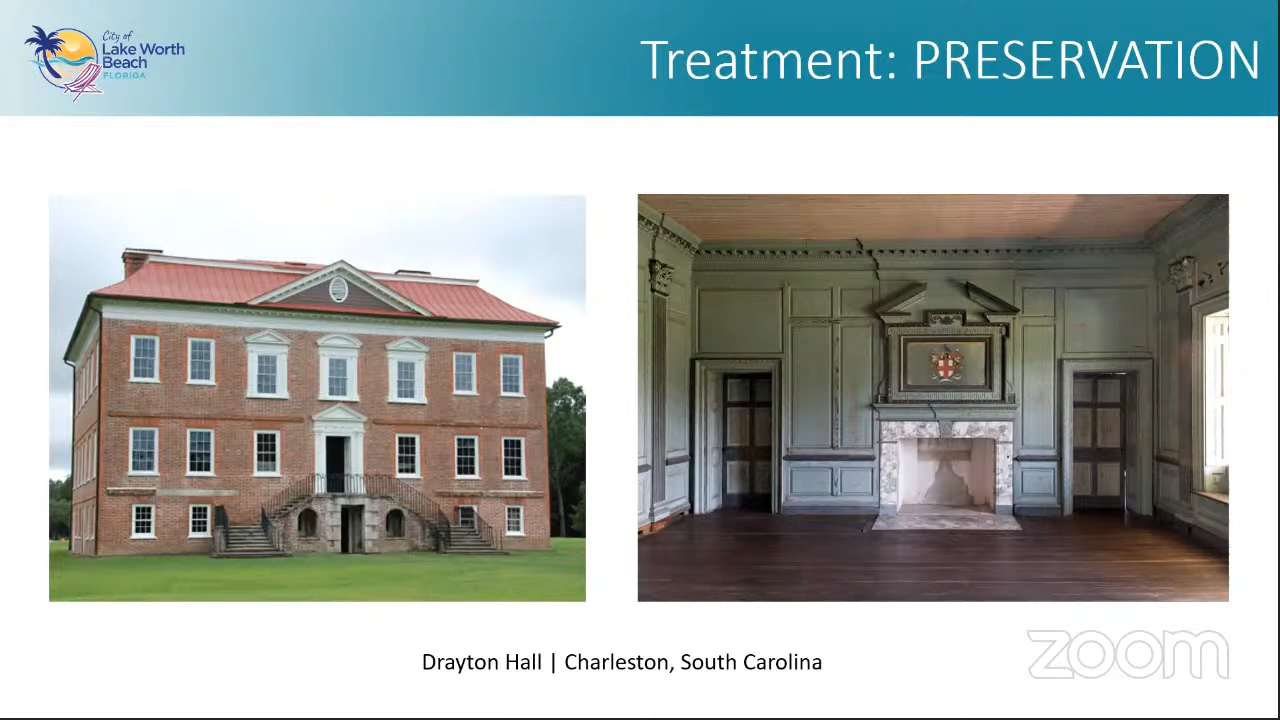 City of
Lake Worth
Beach
FLORIDA
Treatment: PRESERVATION
Drayton Hall | Charleston, South Carolina
zoom